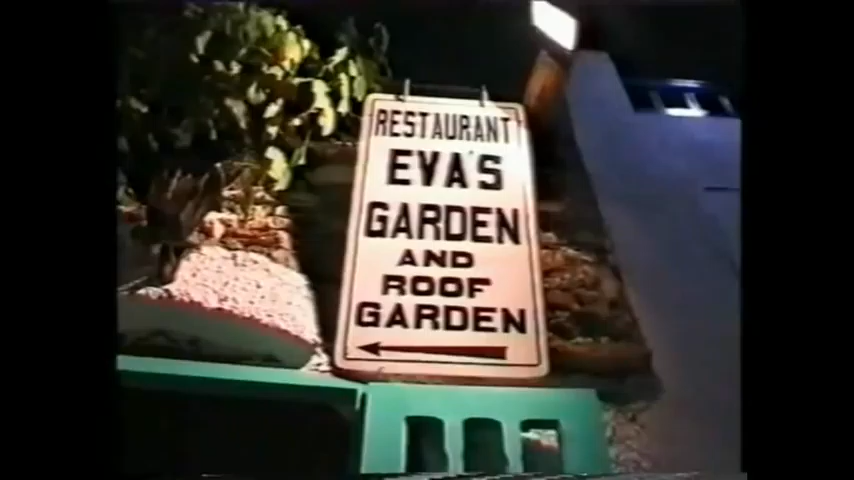 RESTAURANT
EVA'S
GARDEN
AND
ROOF
GARDEN